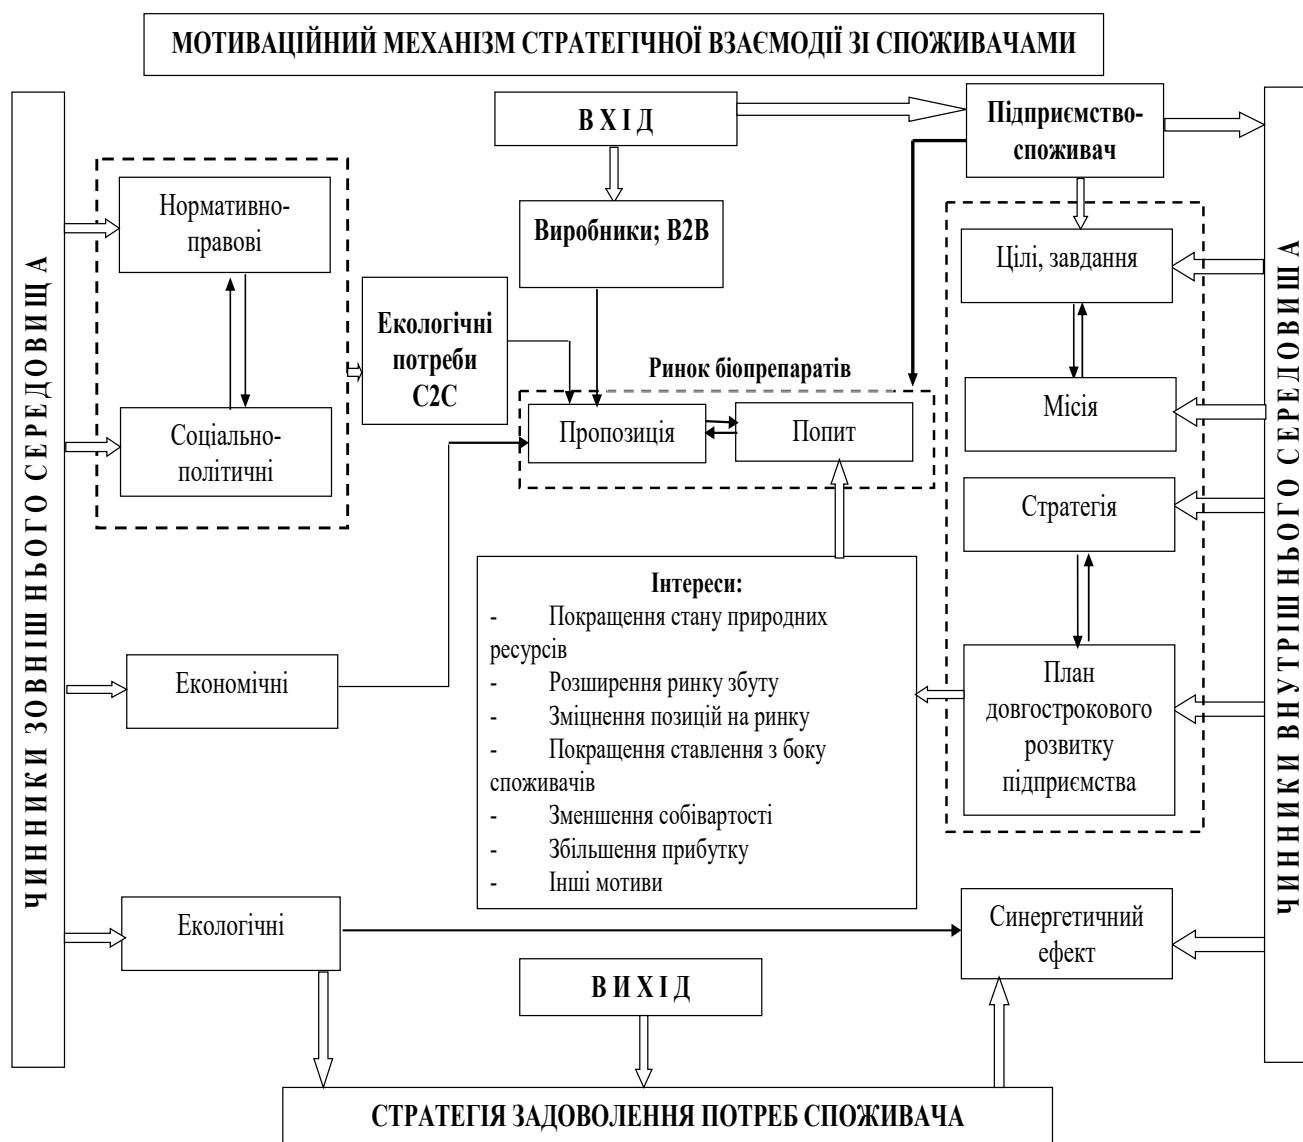 МОТИВАЦІЙНИЙ МЕХАНІЗМ СТРАТЕГІЧНОЇ ВЗАЄМОДІЇ ЗІ СПОЖИВАЧАМИ
ЧИННИКИ ЗОВНІШНЬОГО СЕРЕДОВИЩА
В Х І Д
Підприємство-
споживач
Нормативно-
правові
Виробники; B2B
Цілі, завдання
Екологічні
потреби
C2C
Ринок біопрепаратів
Соціально-
політичні
Пропозиція
Попит
Місія
Стратегія
Інтереси:
- Покращення стану природних
ресурсів
- Розширення ринку збуту
- Зміцнення позицій на ринку
- Покращення ставлення з боку
споживачів
- Зменшення собівартості
- Збільшення прибутку
- Інші мотиви
Економічні
План
довгострокового
розвитку
підприємства
Екологічні
Синергетичний
ефект
В И Х І Д
СТРАТЕГІЯ ЗАДОВОЛЕННЯ ПОТРЕБ СПОЖИВАЧА
ЧИННИКИ ВНУТРІШНЬОГО СЕРЕДОВИША